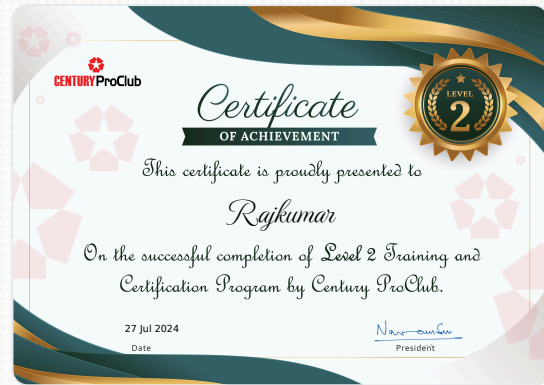 CENTURY ProClub
LEVEL
2
Certificate
OF ACHIEVEMENT
This certificate is proudly presented to
Rajkumar
On the successful completion of Level 2 Training and
Certification Program by Century ProClub.
27 Jul 2024
Date
President